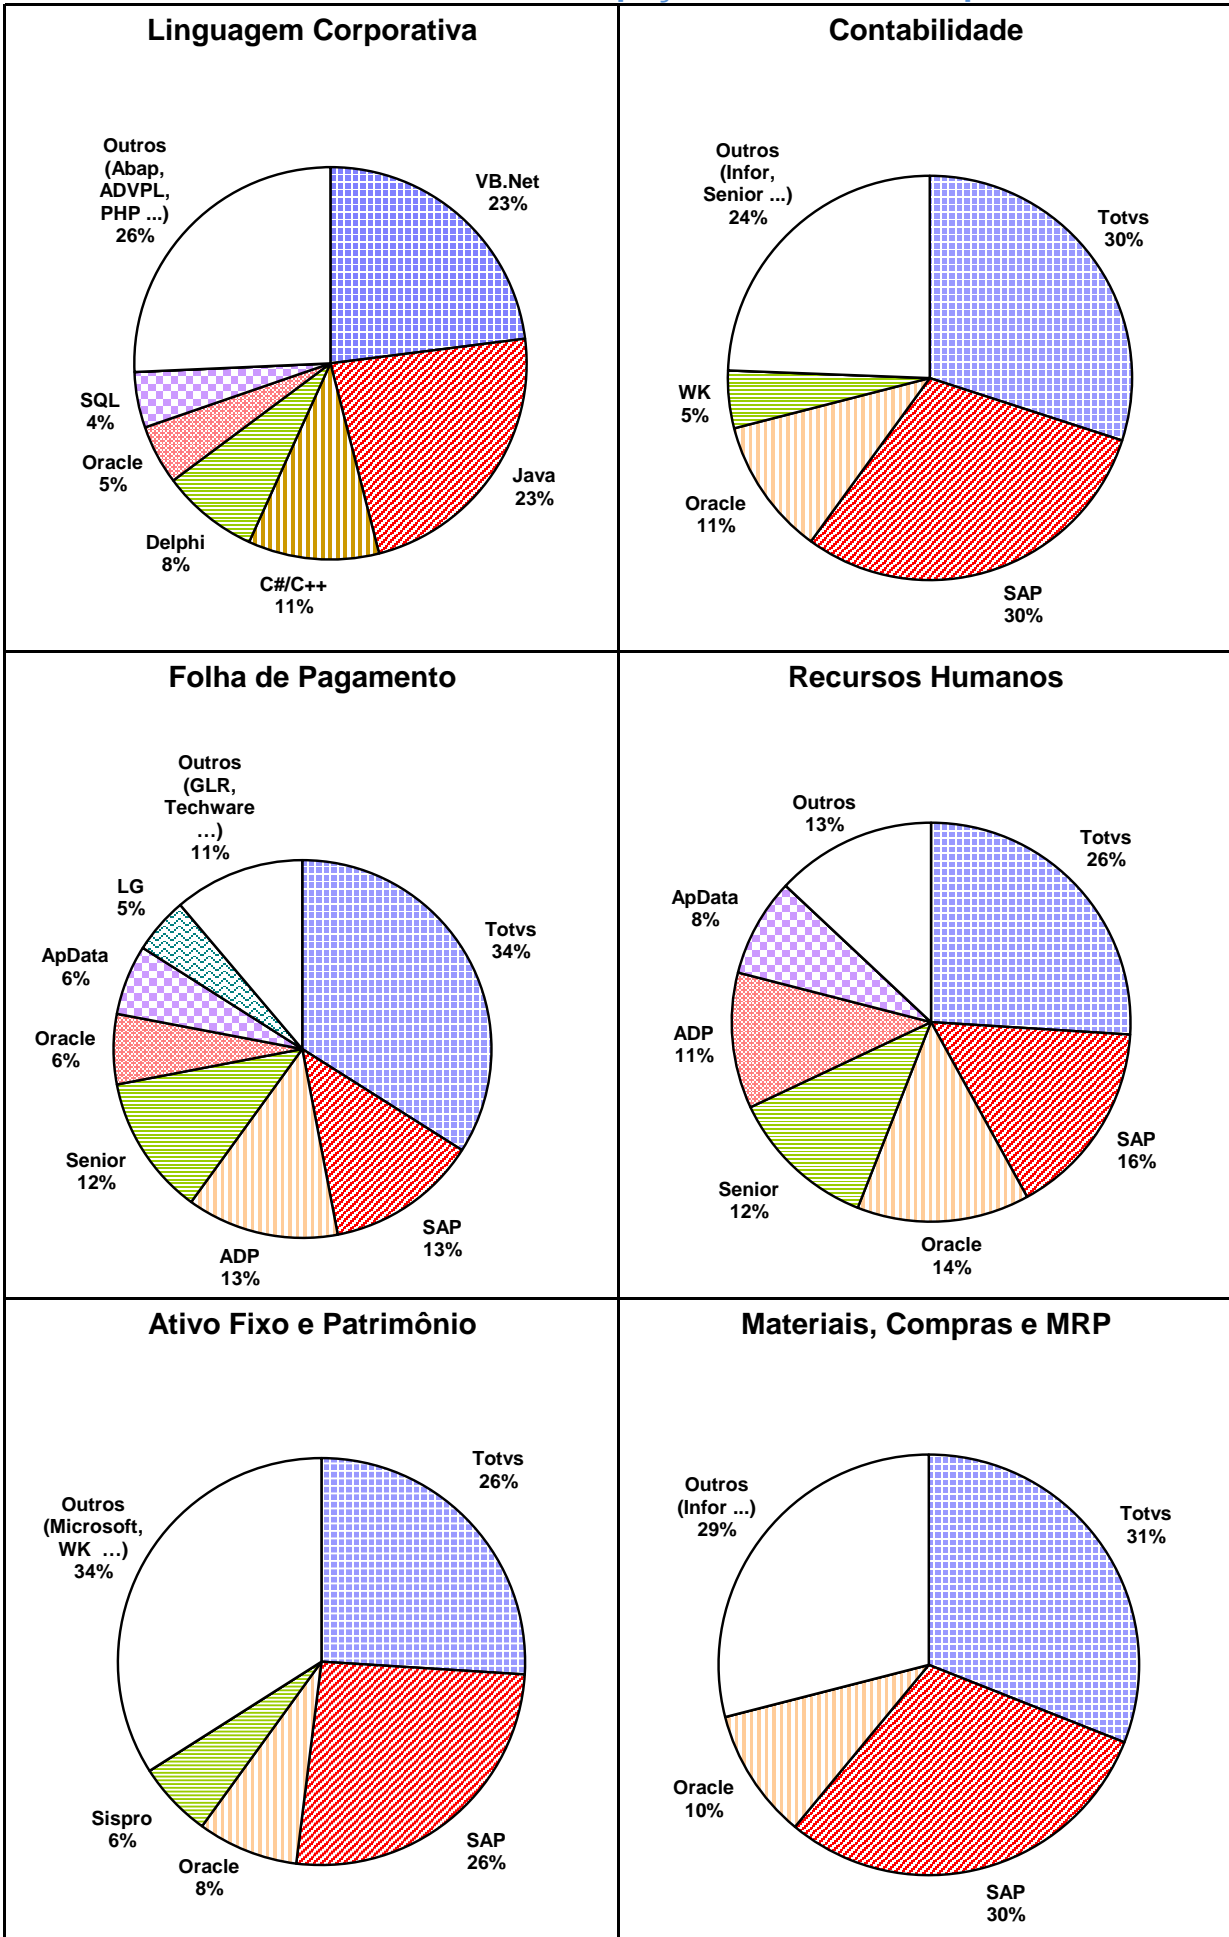 Linguagem Corporativa
Outros
(Abap,
ADVPL,
PHP ...)
26%
VB.Net
23%
Java
23%
C#/C++
11%
Delphi
8%
Oracle
5%
SQL
4%
Contabilidade
Outros
(Infor,
Senior ...)
24%
Totvs
30%
SAP
30%
Oracle
11%
WK
5%
Folha de Pagamento
Outros
(GLR,
Techware
...)
11%
Totvs
34%
SAP
13%
ADP
13%
Senior
12%
Oracle
6%
ApData
6%
LG
5%
Recursos Humanos
Outros
13%
Totvs
26%
SAP
16%
Oracle
14%
Senior
12%
ADP
11%
ApData
8%
Ativo Fixo e Patrimônio
Outros
(Microsoft,
WK ...)
34%
Totvs
26%
SAP
26%
Oracle
8%
Sispro
6%
Materiais, Compras e MRP
Outros
(Infor ...)
29%
Totvs
31%
SAP
30%
Oracle
10%